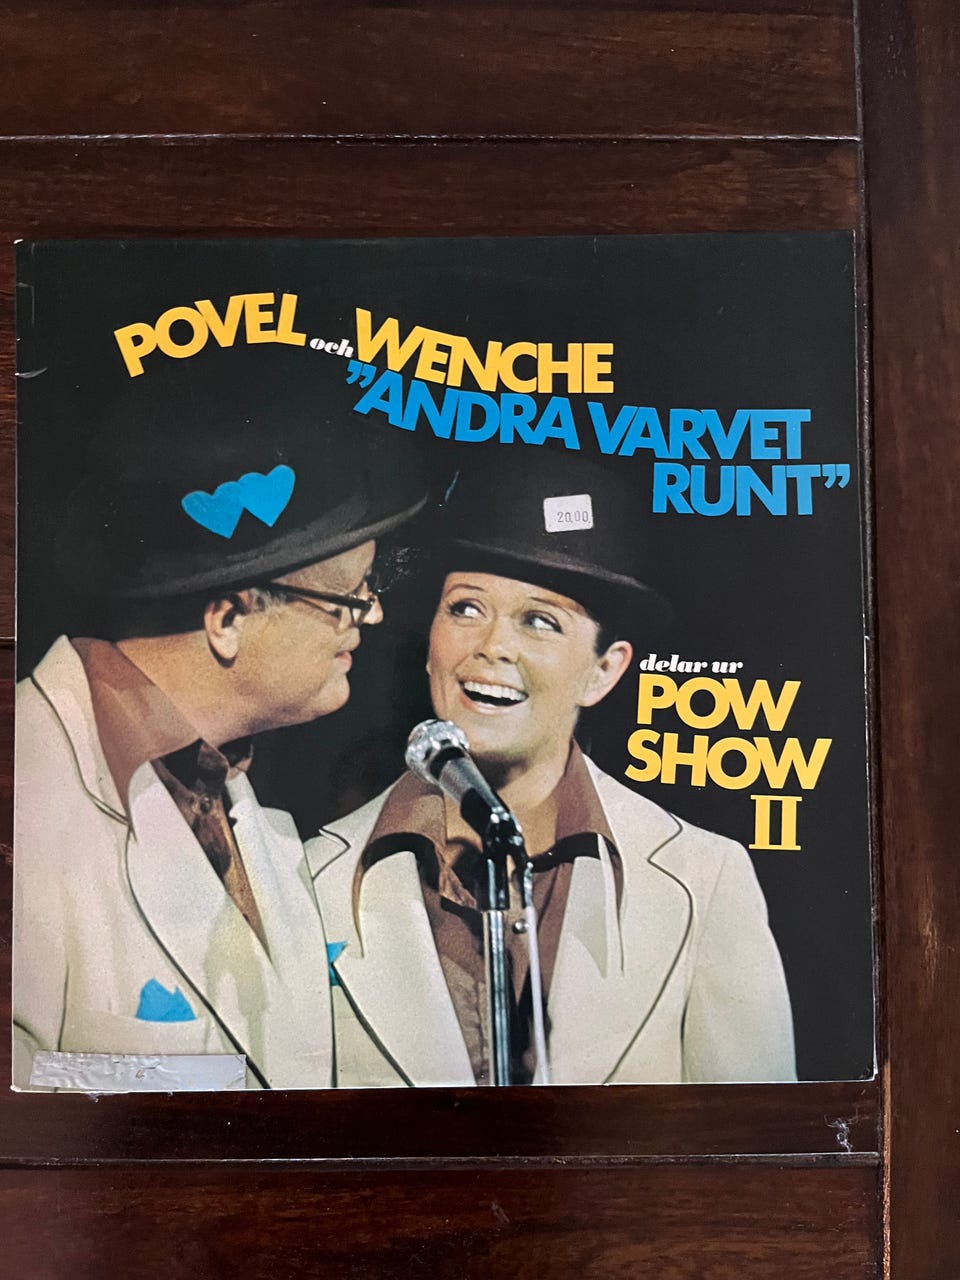 POVEL och WENCHE
"ANDRA VARVET
RUNT"
20,00
delar ur
POW
SHOW
II